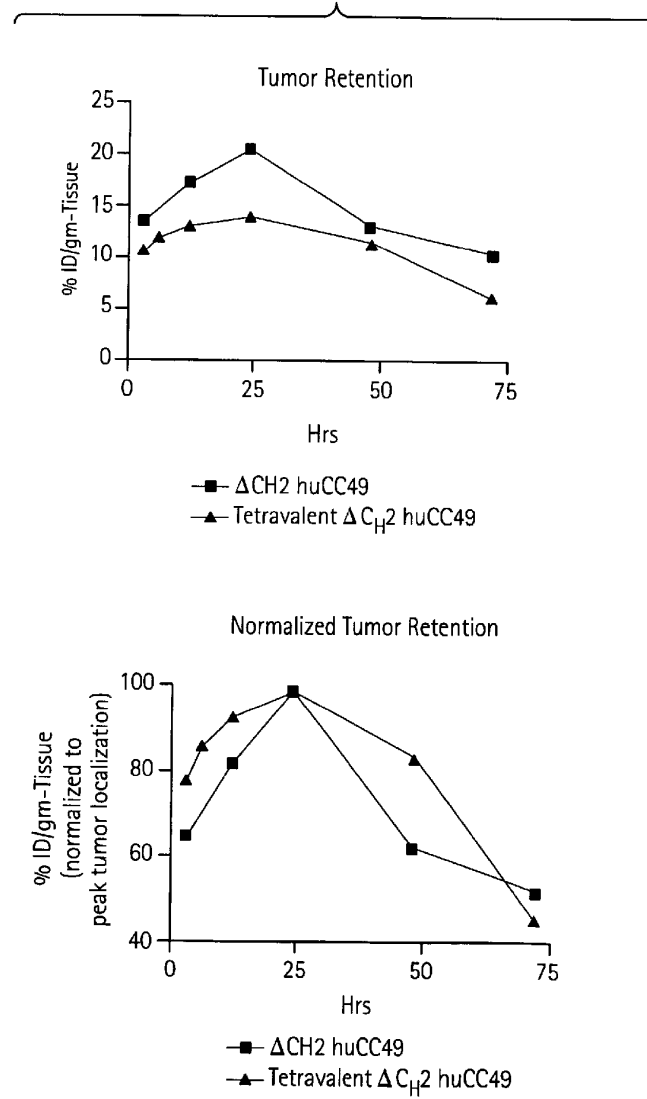 Tumor Retention
25
20
15
10
5
0
% ID/gm-Tissue
0 25 50 75
Hrs
ΔCH2 huCC49
Tetravalent ΔC_H2 huCC49
Normalized Tumor Retention
100
80
60
40
% ID/gm-Tissue
(normalized to
peak tumor localization)
0 25 50 75
Hrs
ΔCH2 huCC49
Tetravalent ΔC_H2 huCC49